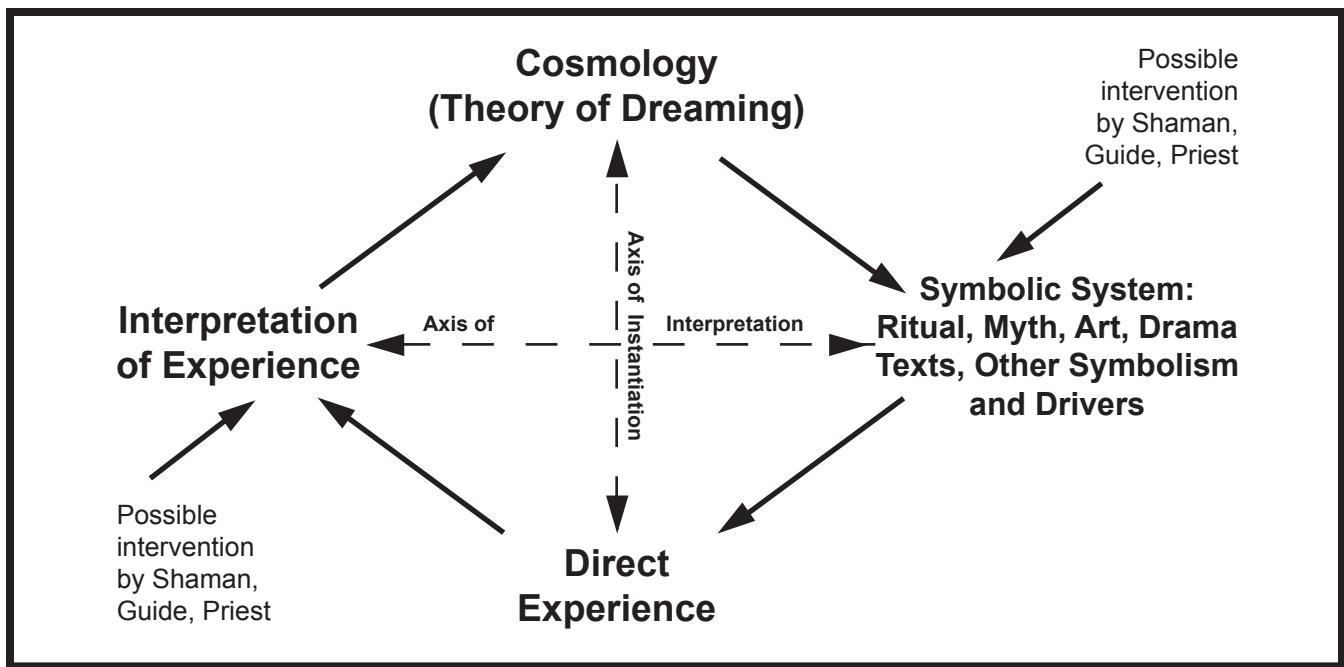 Cosmology
(Theory of Dreaming)
Possible
intervention
by Shaman,
Guide, Priest
Axis of Instantiation
Symbolic System:
Ritual, Myth, Art, Drama
Texts, Other Symbolism
and Drivers
Interpretation
of Experience
Axis of Interpretation
Possible
intervention
by Shaman,
Guide, Priest
Direct
Experience